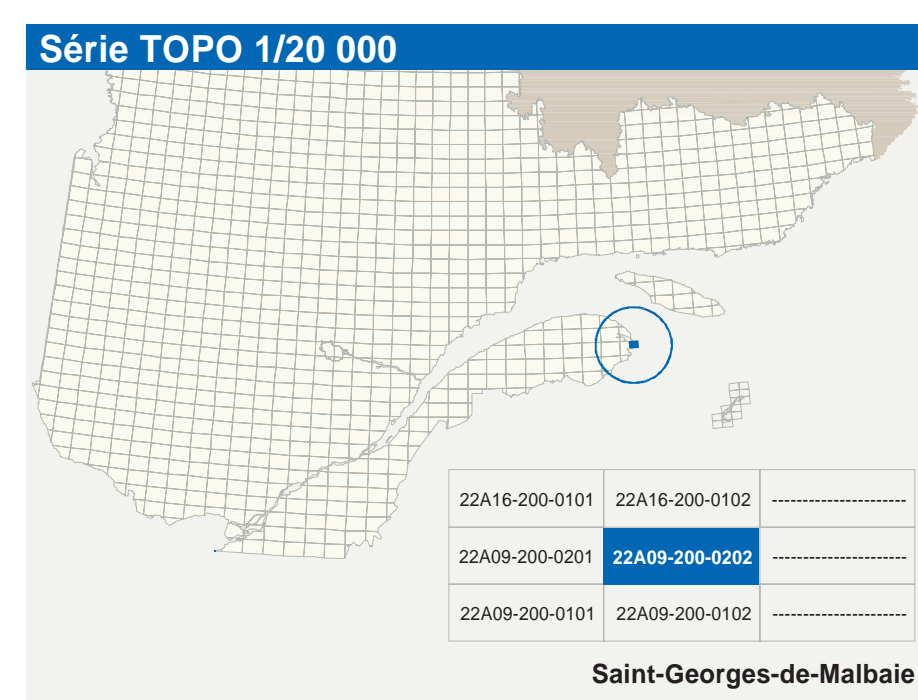 Série TOPO 1/20 000
22A16-200-0101 22A16-200-0102 ----------------------
22A09-200-0201 22A09-200-0202 ----------------------
22A09-200-0101 22A09-200-0102 ----------------------
Saint-Georges-de-Malbaie